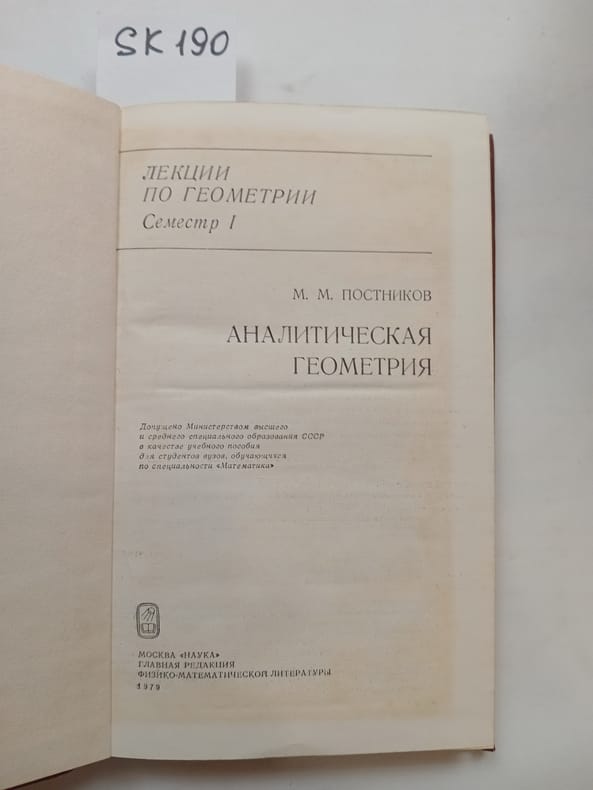 SK 190
ЛЕКЦИИ
ПО ГЕОМЕТРИИ
Семестр I
М. М. ПОСТНИКОВ
АНАЛИТИЧЕСКАЯ
ГЕОМЕТРИЯ
Допущено Министерством высшего
и среднего специального образования СССР
в качестве учебного пособия
для студентов вузов, обучающихся
по специальности «Математика»
МОСКВА «НАУКА»
ГЛАВНАЯ РЕДАКЦИЯ
ФИЗИКО-МАТЕМАТИЧЕСКОЙ ЛИТЕРАТУРЫ
1979